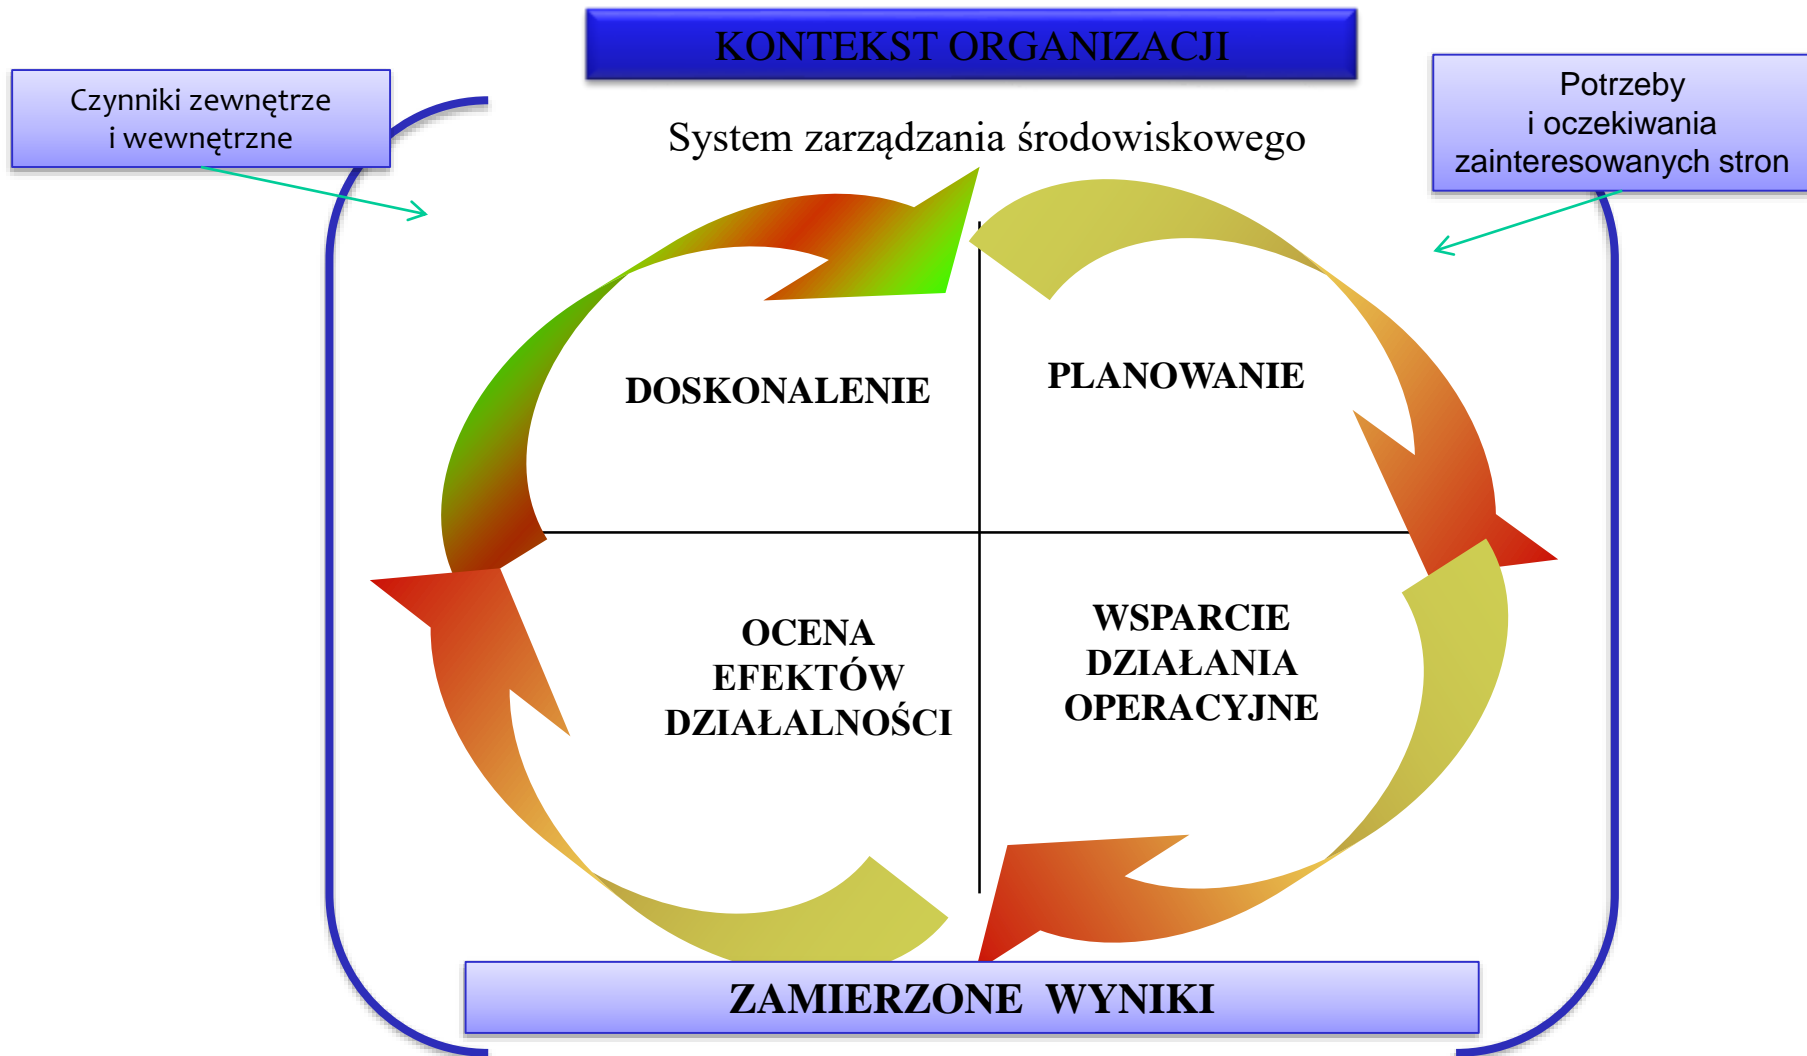 KONTEKST ORGANIZACJI
Czynniki zewnętrze
i wewnętrzne
Potrzeby
i oczekiwania
zainteresowanych stron
System zarządzania środowiskowego
DOSKONALENIE
PLANOWANIE
OCENA
EFEKTÓW
DZIAŁALNOŚCI
WSPARCIE
DZIAŁANIA
OPERACYJNE
ZAMIERZONE WYNIKI